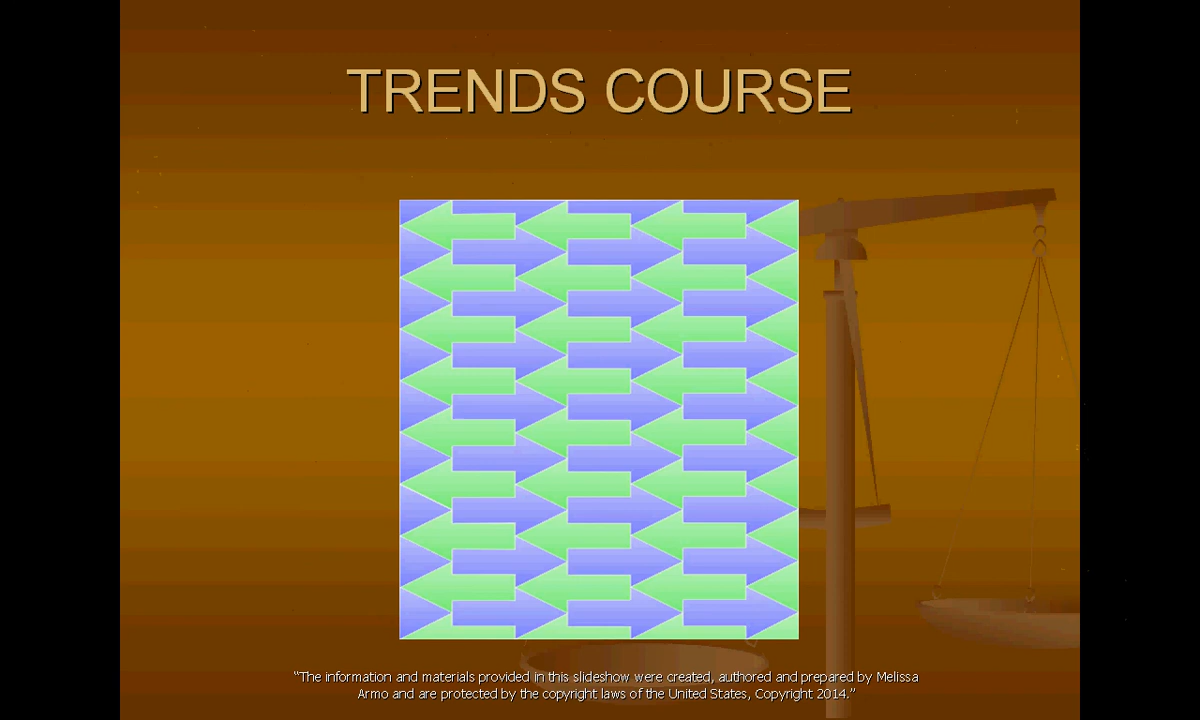 TRENDS COURSE
“The information and materials provided in this slideshow were created, authored and prepared by Melissa
Armo and are protected by the copyright laws of the United States, Copyright 2014.”